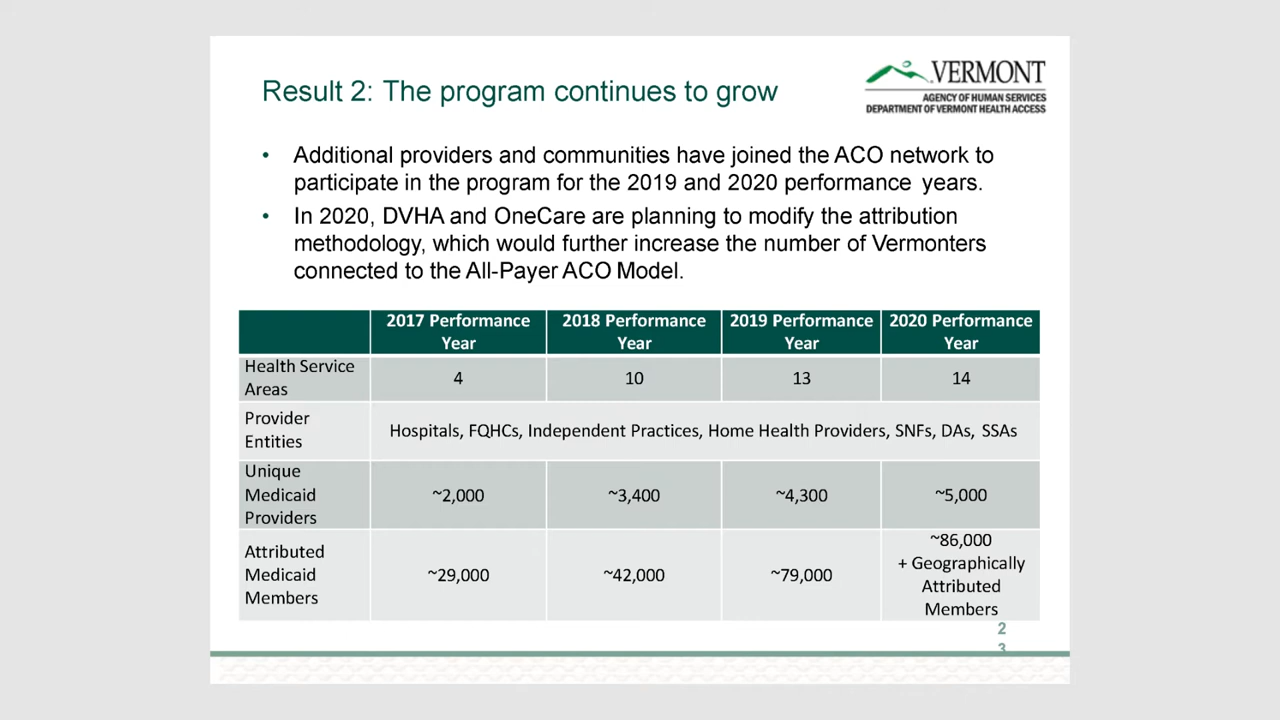 Result 2: The program continues to grow
VERMONT
AGENCY OF HUMAN SERVICES
DEPARTMENT OF VERMONT HEALTH ACCESS
• Additional providers and communities have joined the ACO network to
participate in the program for the 2019 and 2020 performance years.
• In 2020, DVHA and OneCare are planning to modify the attribution
methodology, which would further increase the number of Vermonters
connected to the All-Payer ACO Model.
2017 Performance Year
2018 Performance Year
2019 Performance Year
2020 Performance Year
Health Service
Areas
4
10
13
14
Provider
Entities
Hospitals, FQHCs, Independent Practices, Home Health Providers, SNFs, DAs, SSAs
Unique
Medicaid
Providers
~2,000
~3,400
~4,300
~5,000
Attributed
Medicaid
Members
~29,000
~42,000
~79,000
~86,000
+ Geographically
Attributed
Members
2
3